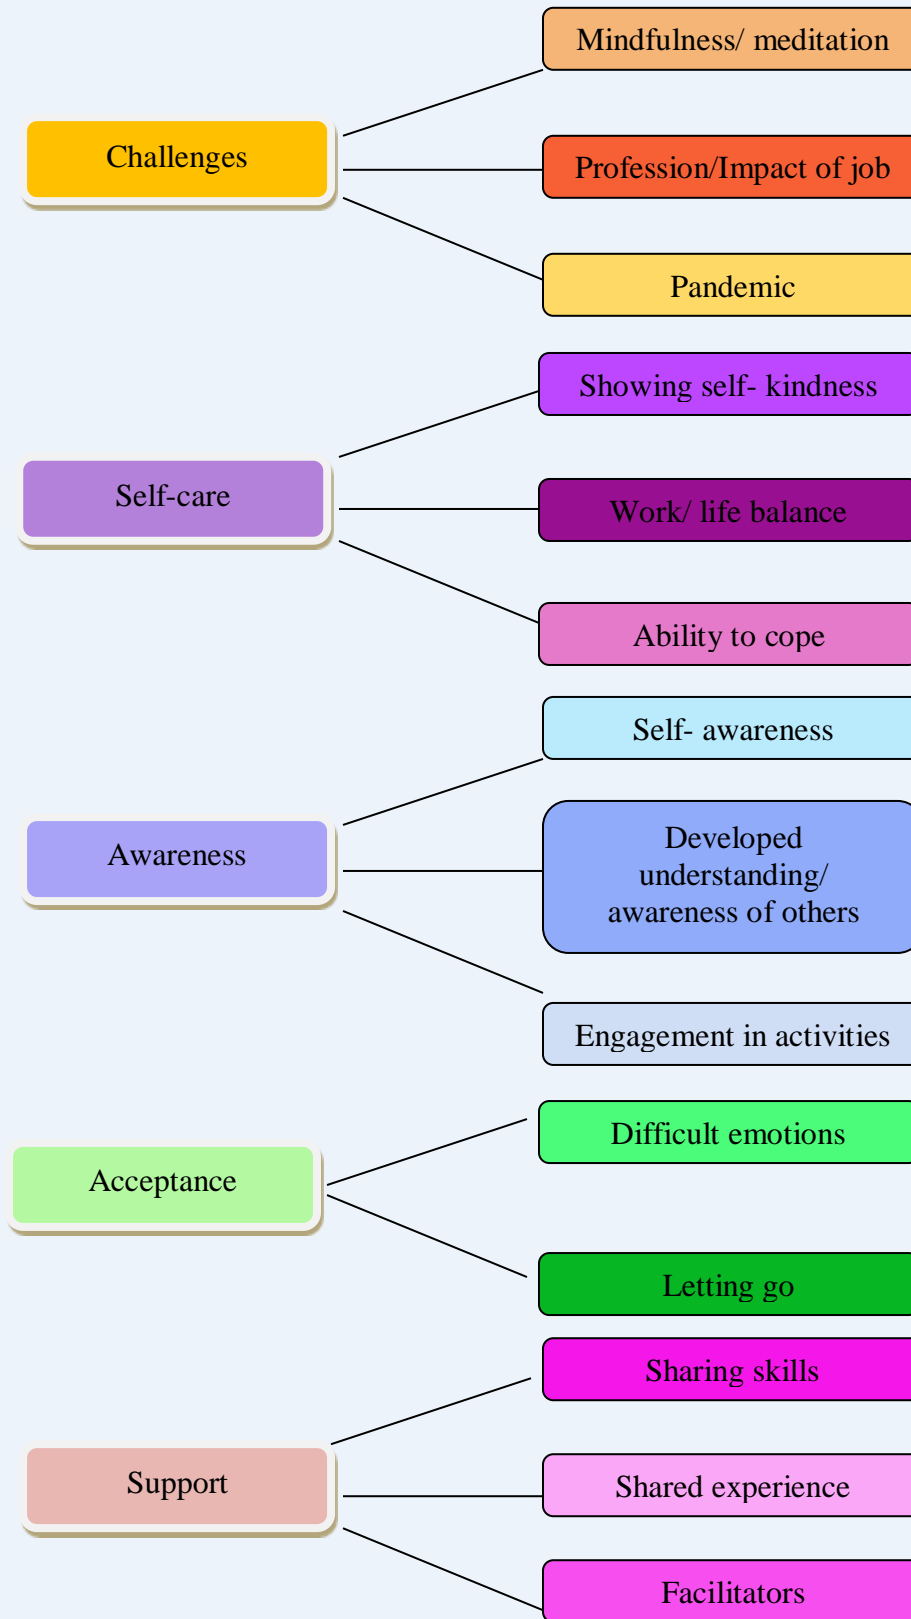 Challenges
Mindfulness/ meditation
Profession/Impact of job
Pandemic
Self-care
Showing self- kindness
Work/ life balance
Ability to cope
Awareness
Self- awareness
Developed
understanding/
awareness of others
Engagement in activities
Acceptance
Difficult emotions
Letting go
Support
Sharing skills
Shared experience
Facilitators